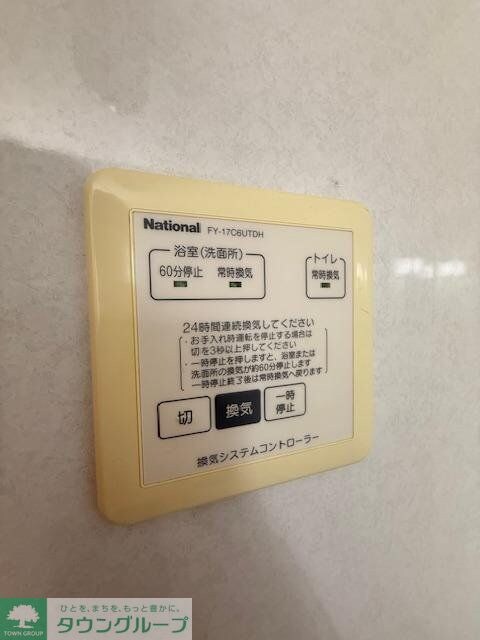 National FY-17C6UTDH
浴室(洗面所)
60分停止 常時換気
トイレ
常時換気
24時間連続換気してください
・お手入れ時運転を停止する場合は
切を3秒以上押してください
・一時停止を押しますと、浴室または
洗面所の換気が約60分停止します
一時停止終了後は常時換気へ戻ります
切
換気
一時
停止
換気システムコントローラー
TOWN GROUP
ひとを、まちを、もっと豊かに。
タウングループ